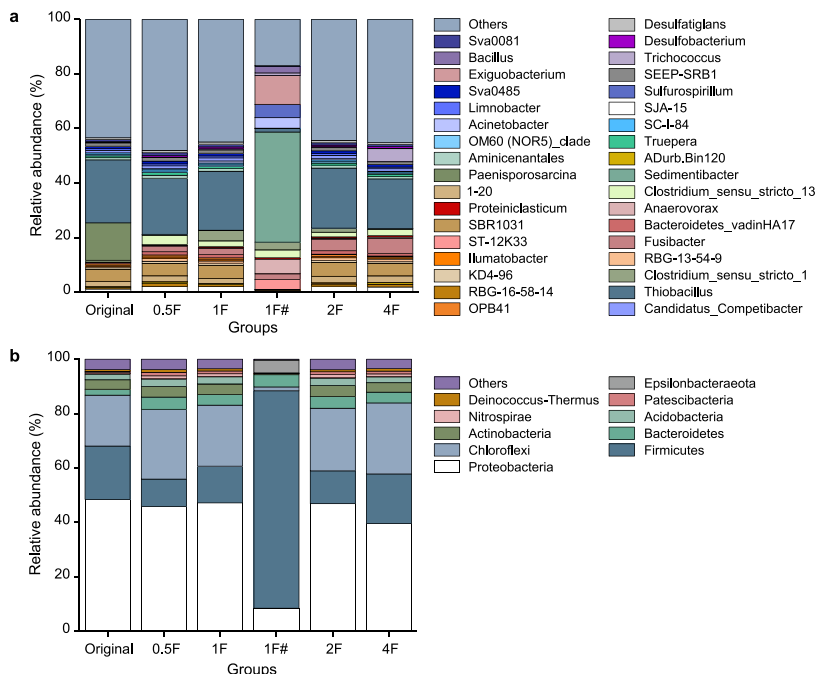 a
Relative abundance (%)
100
80
60
40
20
0
Original 0.5F 1F 1F# 2F 4F
Groups
Others Desulfatiglans
Sva0081 Desulfobacterium
Bacillus Trichococcus
Exiguobacterium SEEP-SRB1
Sva0485 Sulfurospirillum
Limnobacter SJA-15
Acinetobacter SC-I-84
OM60 (NOR5)_clade Truepera
Aminicenantales ADurb.Bin120
Paenisporosarcina Sedimentibacter
1-20 Clostridium_sensu_stricto_13
Proteiniclasticum Anaerovorax
SBR1031 Bacteroidetes_vadinHA17
ST-12K33 Fusibacter
Ilumatobacter RBG-13-54-9
KD4-96 Clostridium_sensu_stricto_1
RBG-16-58-14 Thiobacillus
OPB41 Candidatus_Competibacter
b
Relative abundance (%)
100
80
60
40
20
0
Original 0.5F 1F 1F# 2F 4F
Groups
Others Epsilonbacteraeota
Deinococcus-Thermus Patescibacteria
Nitrospirae Acidobacteria
Actinobacteria Bacteroidetes
Chloroflexi Firmicutes
Proteobacteria